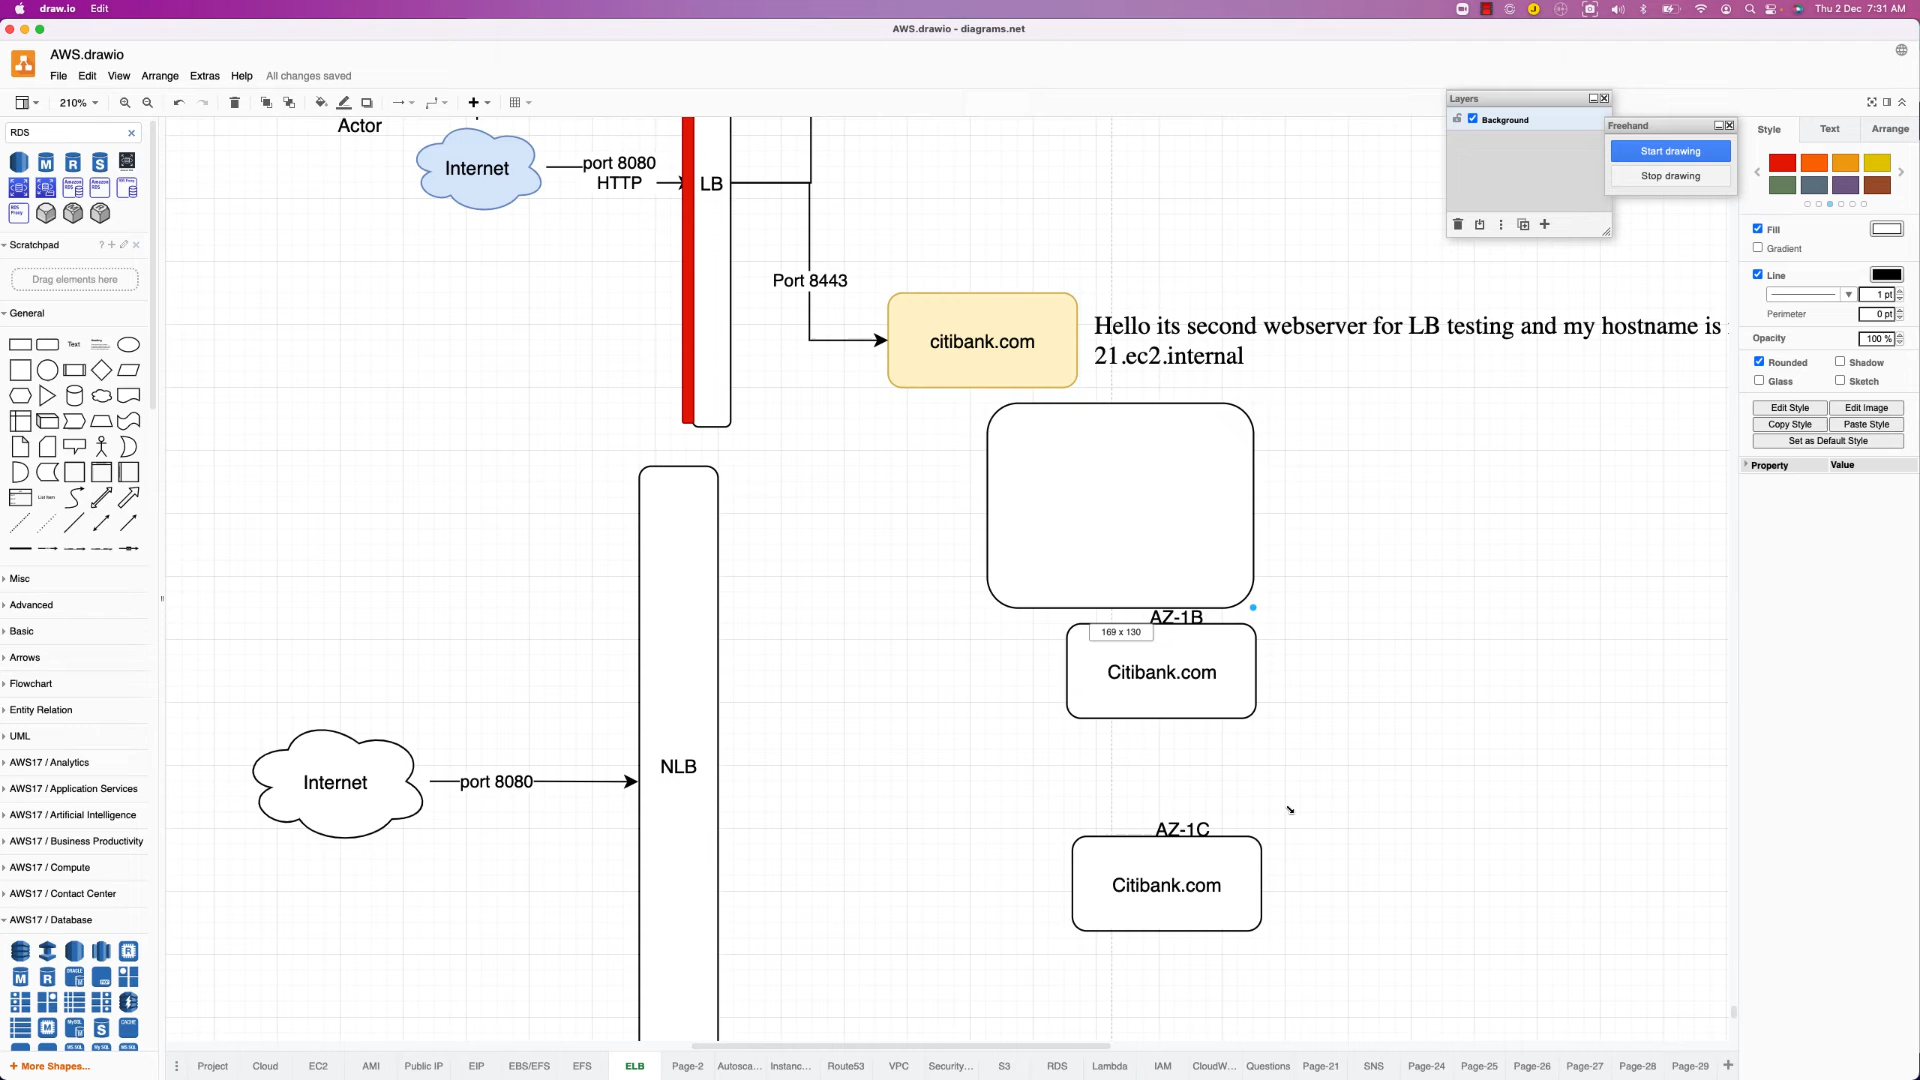 draw.io Edit
Thu 2 Dec 7:31 AM
AWS.drawio - diagrams.net
AWS.drawio
File Edit View Arrange Extras Help All changes saved
210%
RDS
Scratchpad
Drag elements here
General
Misc
Advanced
Basic
Arrows
Flowchart
Entity Relation
UML
AWS17 / Analytics
AWS17 / Application Services
AWS17 / Artificial Intelligence
AWS17 / Business Productivity
AWS17 / Compute
AWS17 / Contact Center
AWS17 / Database
+ More Shapes...
Actor
Internet
port 8080
HTTP
LB
Port 8443
citibank.com
Hello its second webserver for LB testing and my hostname is
21.ec2.internal
AZ-1B
169 x 130
Citibank.com
Internet
port 8080
NLB
AZ-1C
Citibank.com
Layers
Background
Freehand
Start drawing
Stop drawing
Style Text Arrange
Fill
Gradient
Line
1 pt
Perimeter 0 pt
Opacity 100 %
Rounded Shadow
Glass Sketch
Edit Style Edit Image
Copy Style Paste Style
Set as Default Style
Property Value
Project Cloud EC2 AMI Public IP EIP EBS/EFS EFS ELB Page-2 Autosca... Instanc... Route53 VPC Security... S3 RDS Lambda IAM CloudW... Questions Page-21 SNS Page-24 Page-25 Page-26 Page-27 Page-28 Page-29